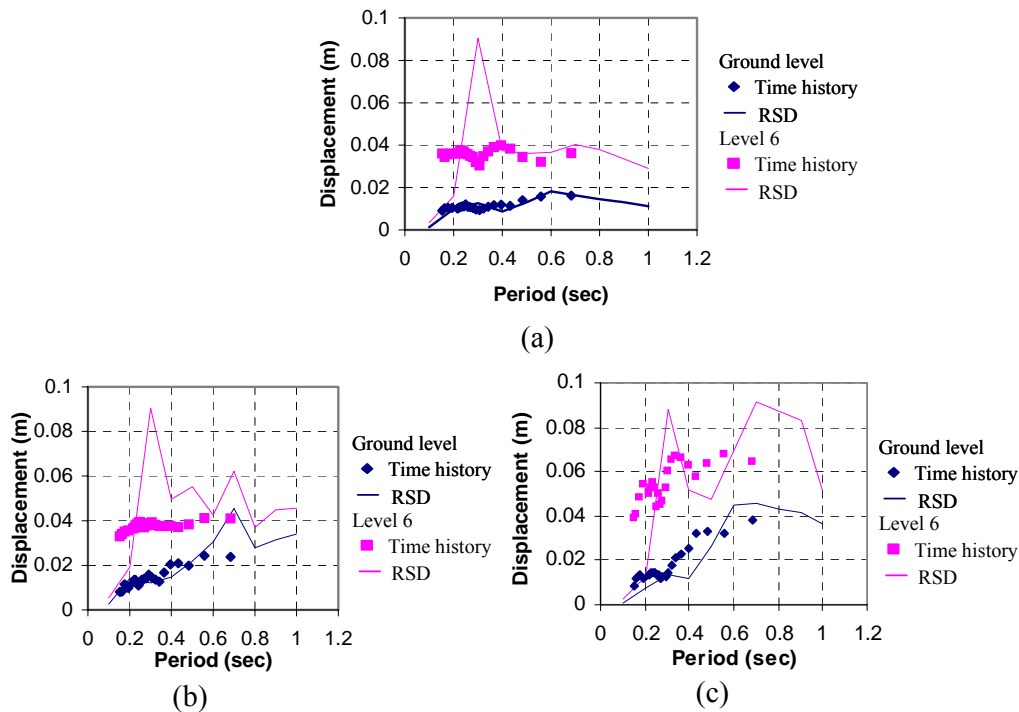 Displacement (m)
0.1
0.08
0.06
0.04
0.02
0
0 0.2 0.4 0.6 0.8 1 1.2
Period (sec)
Ground level
Time history
RSD
Level 6
Time history
RSD
(a)
Displacement (m)
0.1
0.08
0.06
0.04
0.02
0
0 0.2 0.4 0.6 0.8 1 1.2
Period (sec)
Ground level
Time history
RSD
Level 6
Time history
RSD
(b)
Displacement (m)
0.1
0.08
0.06
0.04
0.02
0
0 0.2 0.4 0.6 0.8 1 1.2
Period (sec)
Ground level
Time history
RSD
Level 6
Time history
RSD
(c)